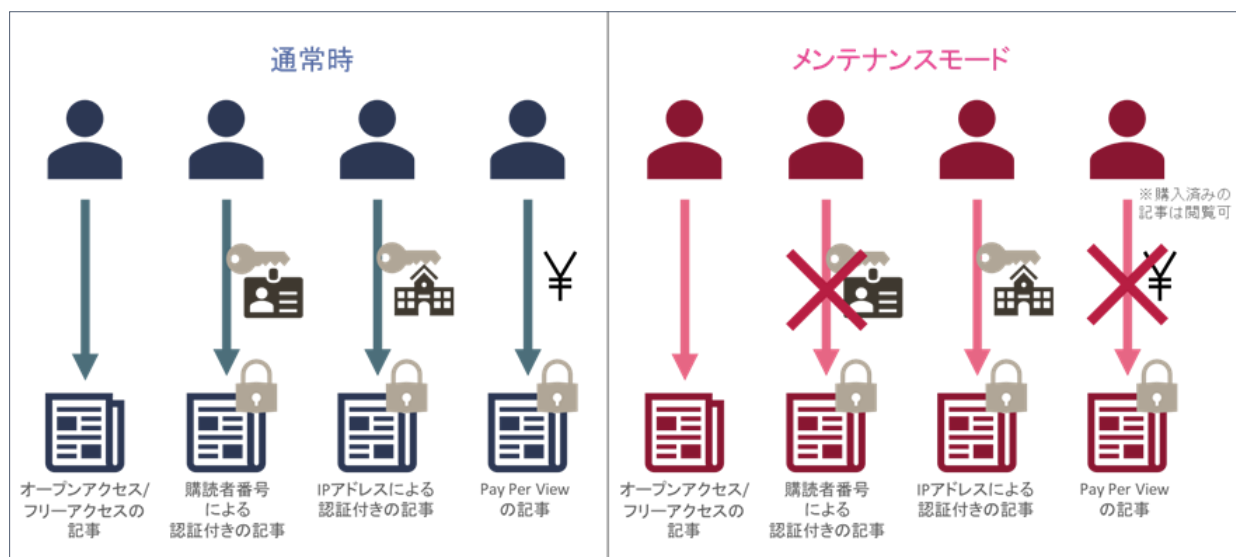 通常時
¥
オープンアクセス/
フリーアクセスの
記事
購読者番号
による
認証付きの記事
IPアドレスによる
認証付きの記事
Pay Per View
の記事
メンテナンスモード
※購入済みの
記事は閲覧可
¥
オープンアクセス/
フリーアクセスの
記事
購読者番号
による
認証付きの記事
IPアドレスによる
認証付きの記事
Pay Per View
の記事